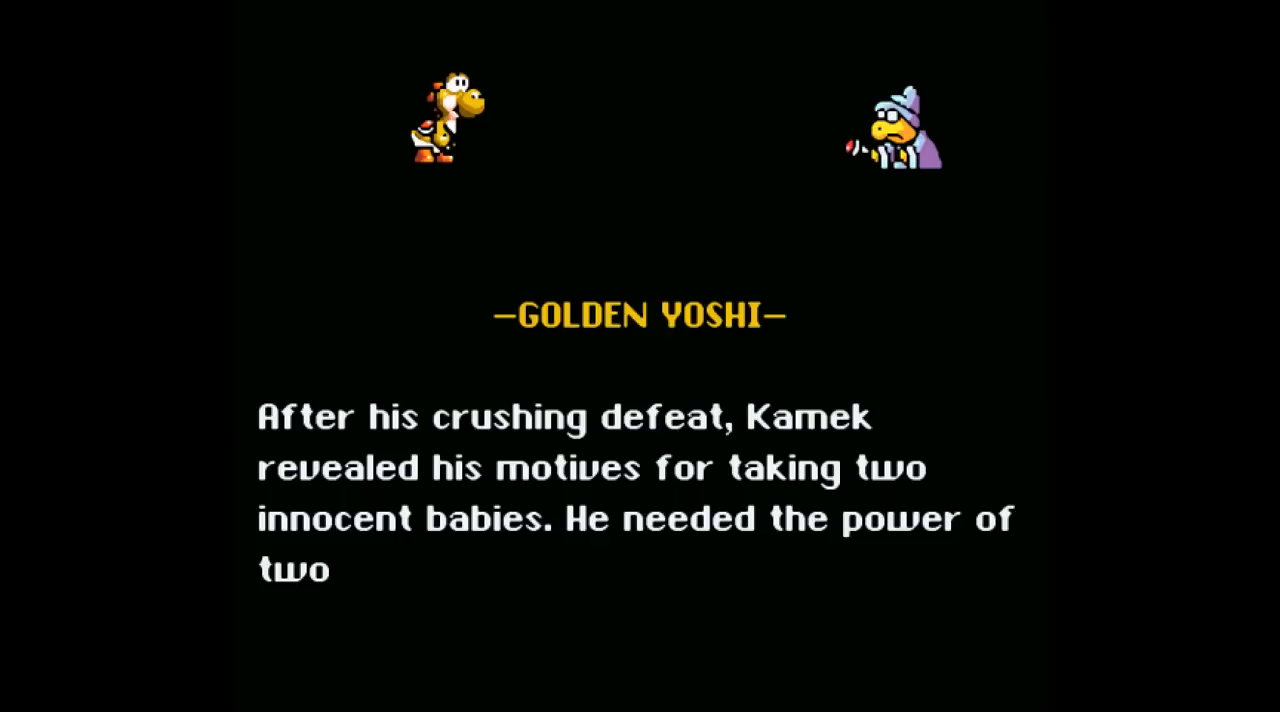 —GOLDEN YOSHI—
After his crushing defeat, Kamek
revealed his motives for taking two
innocent babies. He needed the power of
two